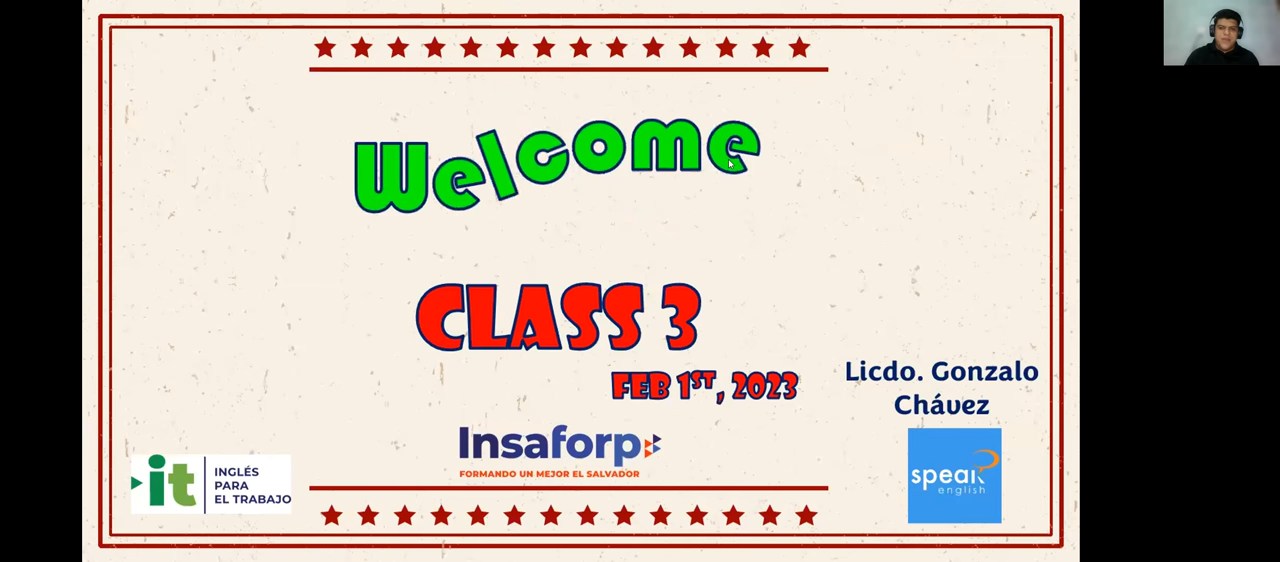 Welcome
CLASS 3
FEB 1ST, 2023
Licdo. Gonzalo
Chávez
Insaforp
FORMANDO UN MEJOR EL SALVADOR
it
INGLÉS
PARA
EL TRABAJO
speak
english